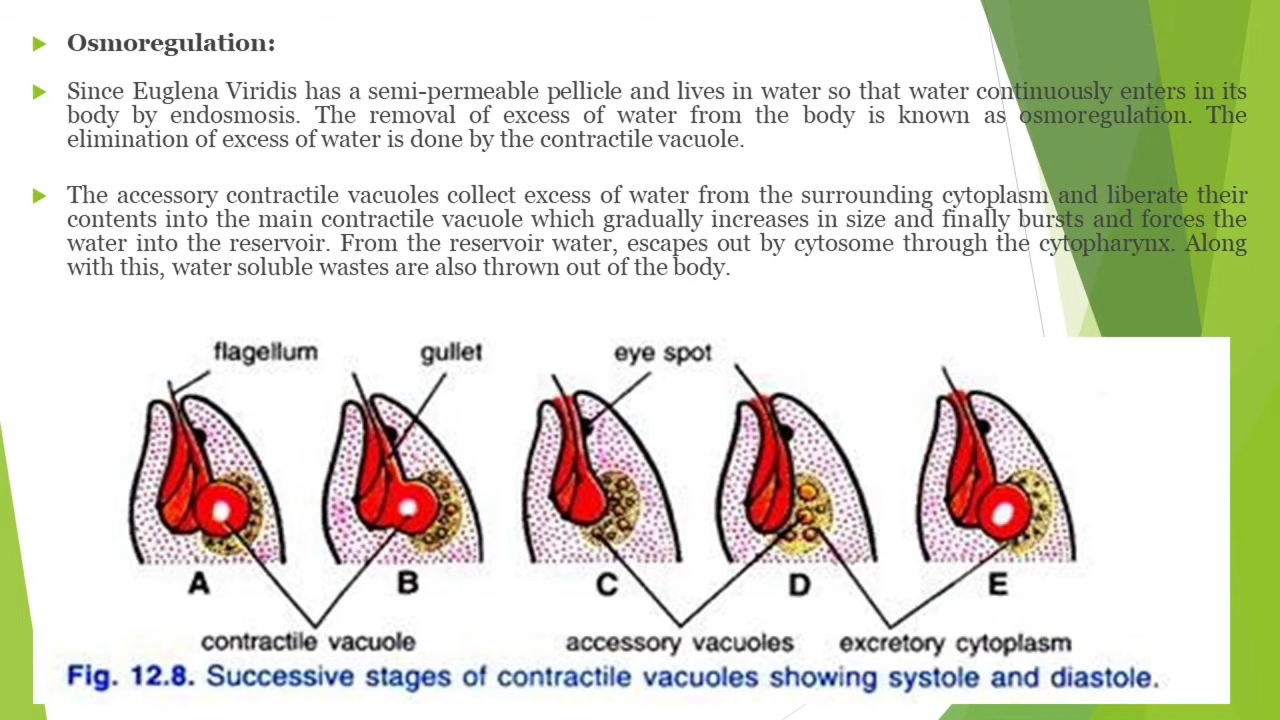 Osmoregulation:
Since Euglena Viridis has a semi-permeable pellicle and lives in water so that water continuously enters in its
body by endosmosis. The removal of excess of water from the body is known as osmoregulation. The
elimination of excess of water is done by the contractile vacuole.
The accessory contractile vacuoles collect excess of water from the surrounding cytoplasm and liberate their
contents into the main contractile vacuole which gradually increases in size and finally bursts and forces the
water into the reservoir. From the reservoir water, escapes out by cytosome through the cytopharynx. Along
with this, water soluble wastes are also thrown out of the body.
flagellum gullet eye spot
A B C D E
contractile vacuole accessory vacuoles excretory cytoplasm
Fig. 12.8. Successive stages of contractile vacuoles showing systole and diastole.